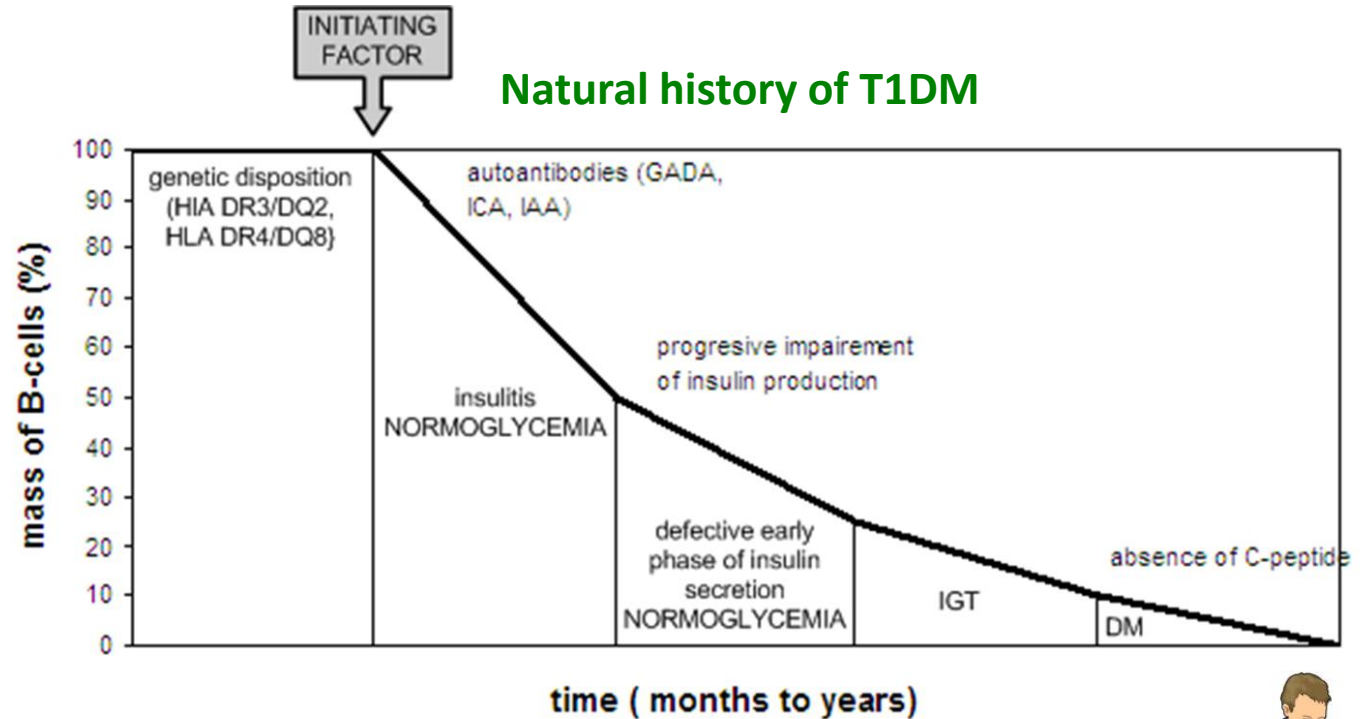 INITIATING
FACTOR
Natural history of T1DM
mass of B-cells (%)
100
90
80
70
60
50
40
30
20
10
0
genetic disposition
(HIA DR3/DQ2,
HLA DR4/DQ8}
autoantibodies (GADA,
ICA, IAA)
insulitis
NORMOGLYCEMIA
progresive impairement
of insulin production
defective early
phase of insulin
secretion
NORMOGLYCEMIA
IGT
absence of C-peptide
DM
time ( months to years)